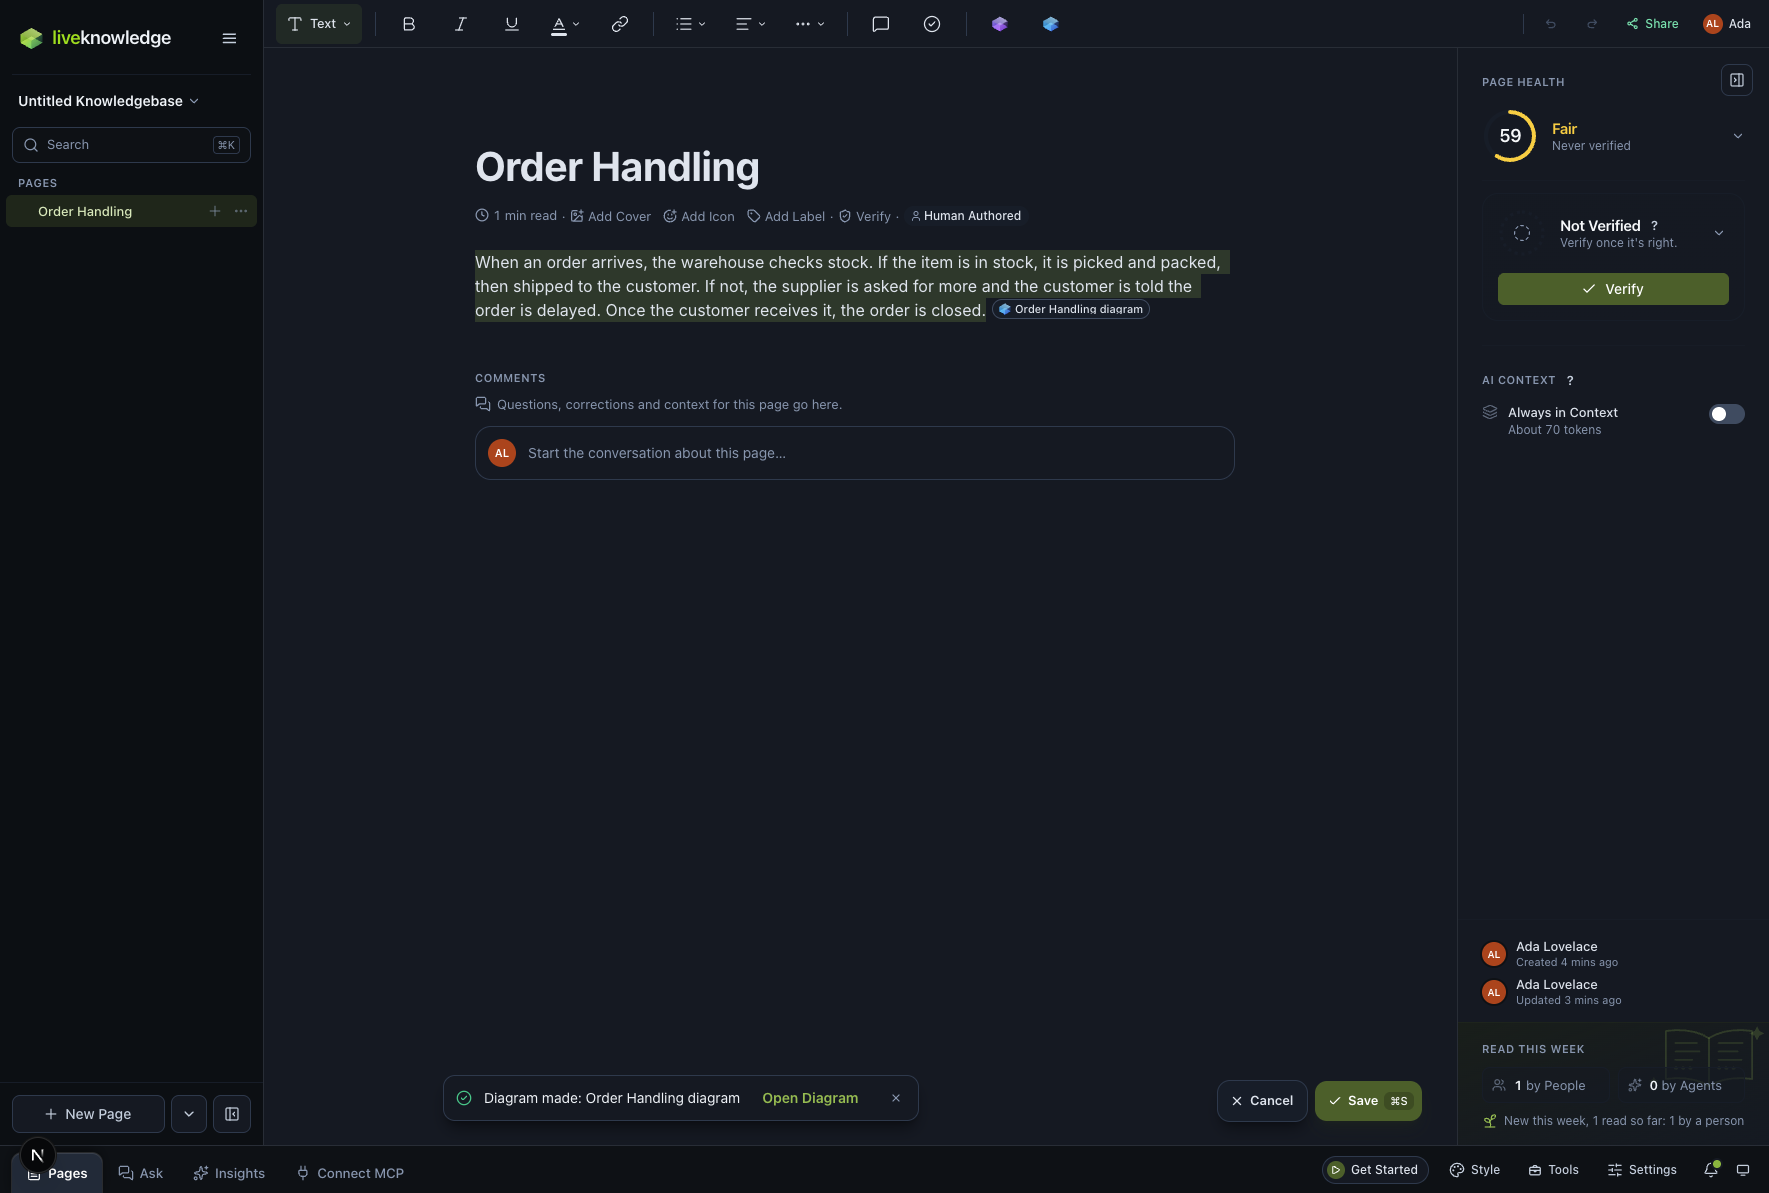 liveknowledge
Text
Share
AL
Ada
Untitled Knowledgebase
Search
⌘K
PAGES
Order Handling
Order Handling
1 min read · Add Cover Add Icon Add Label · Verify · Human Authored
When an order arrives, the warehouse checks stock. If the item is in stock, it is picked and packed,
then shipped to the customer. If not, the supplier is asked for more and the customer is told the
order is delayed. Once the customer receives it, the order is closed. Order Handling diagram
COMMENTS
Questions, corrections and context for this page go here.
AL
Start the conversation about this page...
PAGE HEALTH
59
Fair
Never verified
Not Verified ?
Verify once it's right.
Verify
AI CONTEXT ?
Always in Context
About 70 tokens
AL
Ada Lovelace
Created 4 mins ago
AL
Ada Lovelace
Updated 3 mins ago
READ THIS WEEK
1 by People
0 by Agents
New this week, 1 read so far: 1 by a person
Diagram made: Order Handling diagram Open Diagram
Cancel
Save ⌘S
New Page
N
Pages
Ask
Insights
Connect MCP
Get Started
Style
Tools
Settings